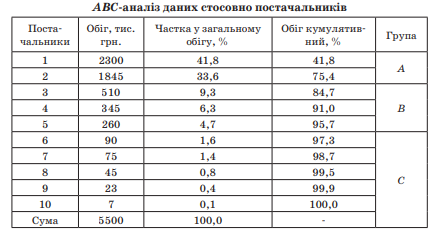 ABC-аналіз даних стосовно постачальників
Поста-
чальники
Обіг, тис.
грн.
Частка у загальному
обігу, %
Обіг кумулятив-
ний, %
Група
1 2300 41,8 41,8
2 1845 33,6 75,4
A
3 510 9,3 84,7
4 345 6,3 91,0
5 260 4,7 95,7
B
6 90 1,6 97,3
7 75 1,4 98,7
8 45 0,8 99,5
9 23 0,4 99,9
10 7 0,1 100,0
C
Сума 5500 100,0 -